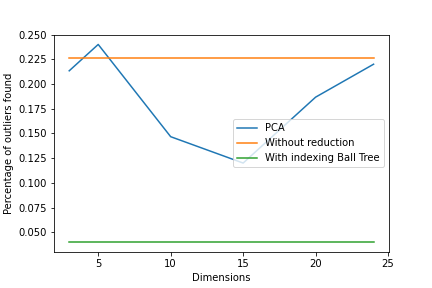 0.250
0.225
0.200
0.175
0.150
0.125
0.100
0.075
0.050
Percentage of outliers found
PCA
Without reduction
With indexing Ball Tree
5
10
15
20
25
Dimensions